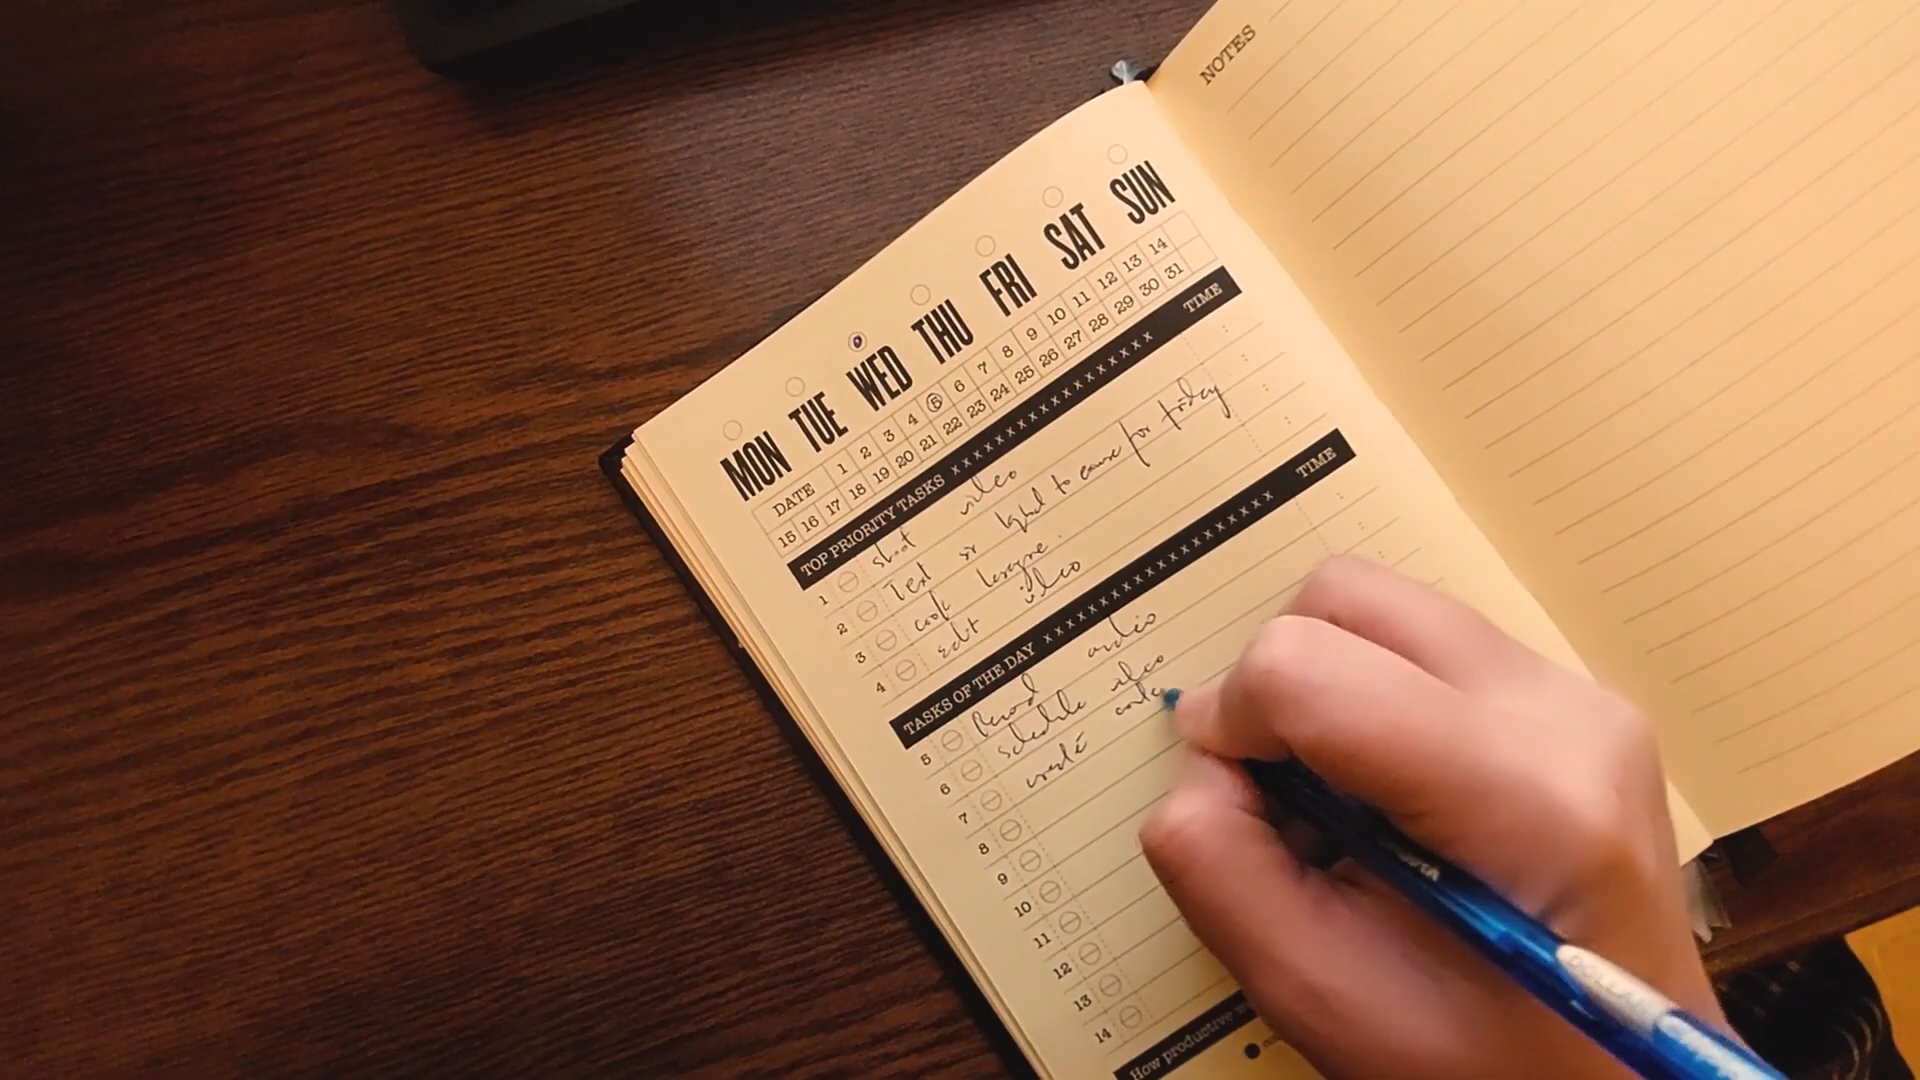 MON TUE WED THU FRI SAT SUN
DATE 1 2 3 4 5 6 7 8 9 10 11 12 13 14
15 16 17 18 19 20 21 22 23 24 25 26 27 28 29 30 31
TOP PRIORITY TASKS x x x x x x x x x x x x x x x x x TIME
1 shoot video
2 Text sir to come for today
3 cook
4 edit video
TASKS OF THE DAY x x x x x x x x x x x x x x x x x x x TIME
5 Record audio
6 schedule video
7
8
9
10
11
12
13
14
How productive
NOTES